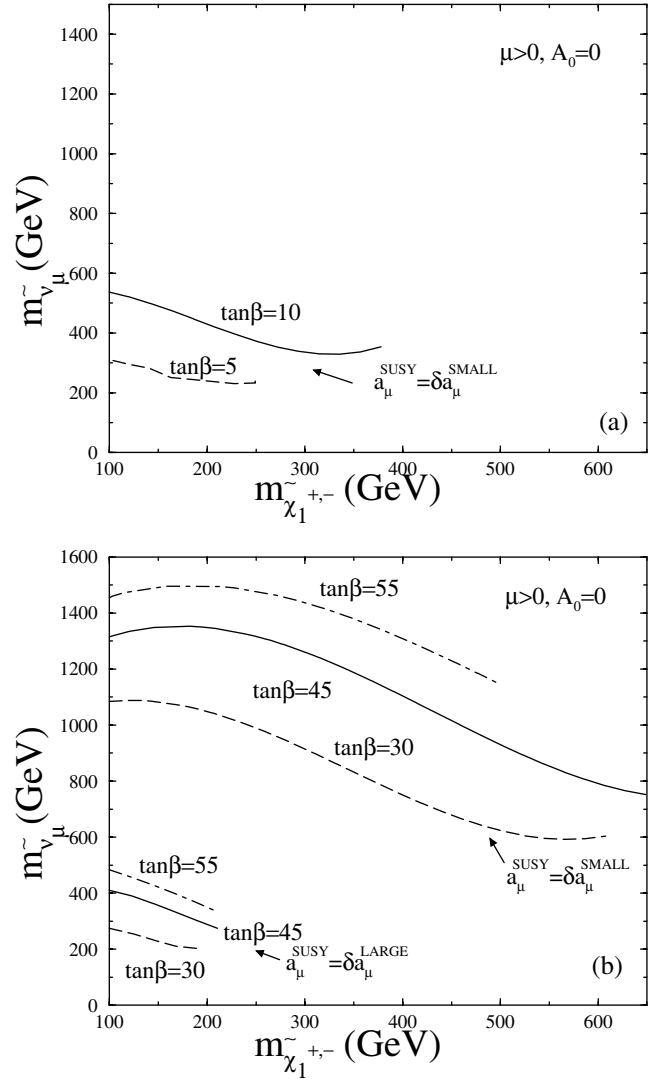 1400
μ>0, A₀=0
1200
1000
800
600
400
200
0
m_ν̃μ (GeV)
tanβ=10
tanβ=5
a_μ^SUSY=δa_μ^SMALL
(a)
100 200 300 400 500 600
m_χ̃₁^+,- (GeV)
1600
1400
1200
1000
800
600
400
200
0
m_ν̃μ (GeV)
tanβ=55
μ>0, A₀=0
tanβ=45
tanβ=30
a_μ^SUSY=δa_μ^SMALL
tanβ=55
tanβ=45
a_μ^SUSY=δa_μ^LARGE
tanβ=30
(b)
100 200 300 400 500 600
m_χ̃₁^+,- (GeV)